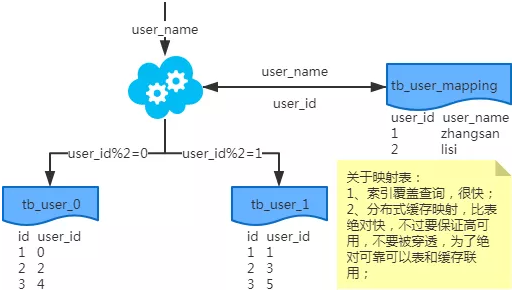 user_name
user_name
tb_user_mapping
user_id
user_id user_name
1 zhangsan
2 lisi
user_id%2=0 user_id%2=1
tb_user_0
id user_id
1 0
2 2
3 4
tb_user_1
id user_id
1 1
2 3
3 5
关于映射表：
1、索引覆盖查询，很快；
2、分布式缓存映射，比表
绝对快，不过要保证高可
用，不要被穿透，为了绝
对可靠可以表和缓存联
用；